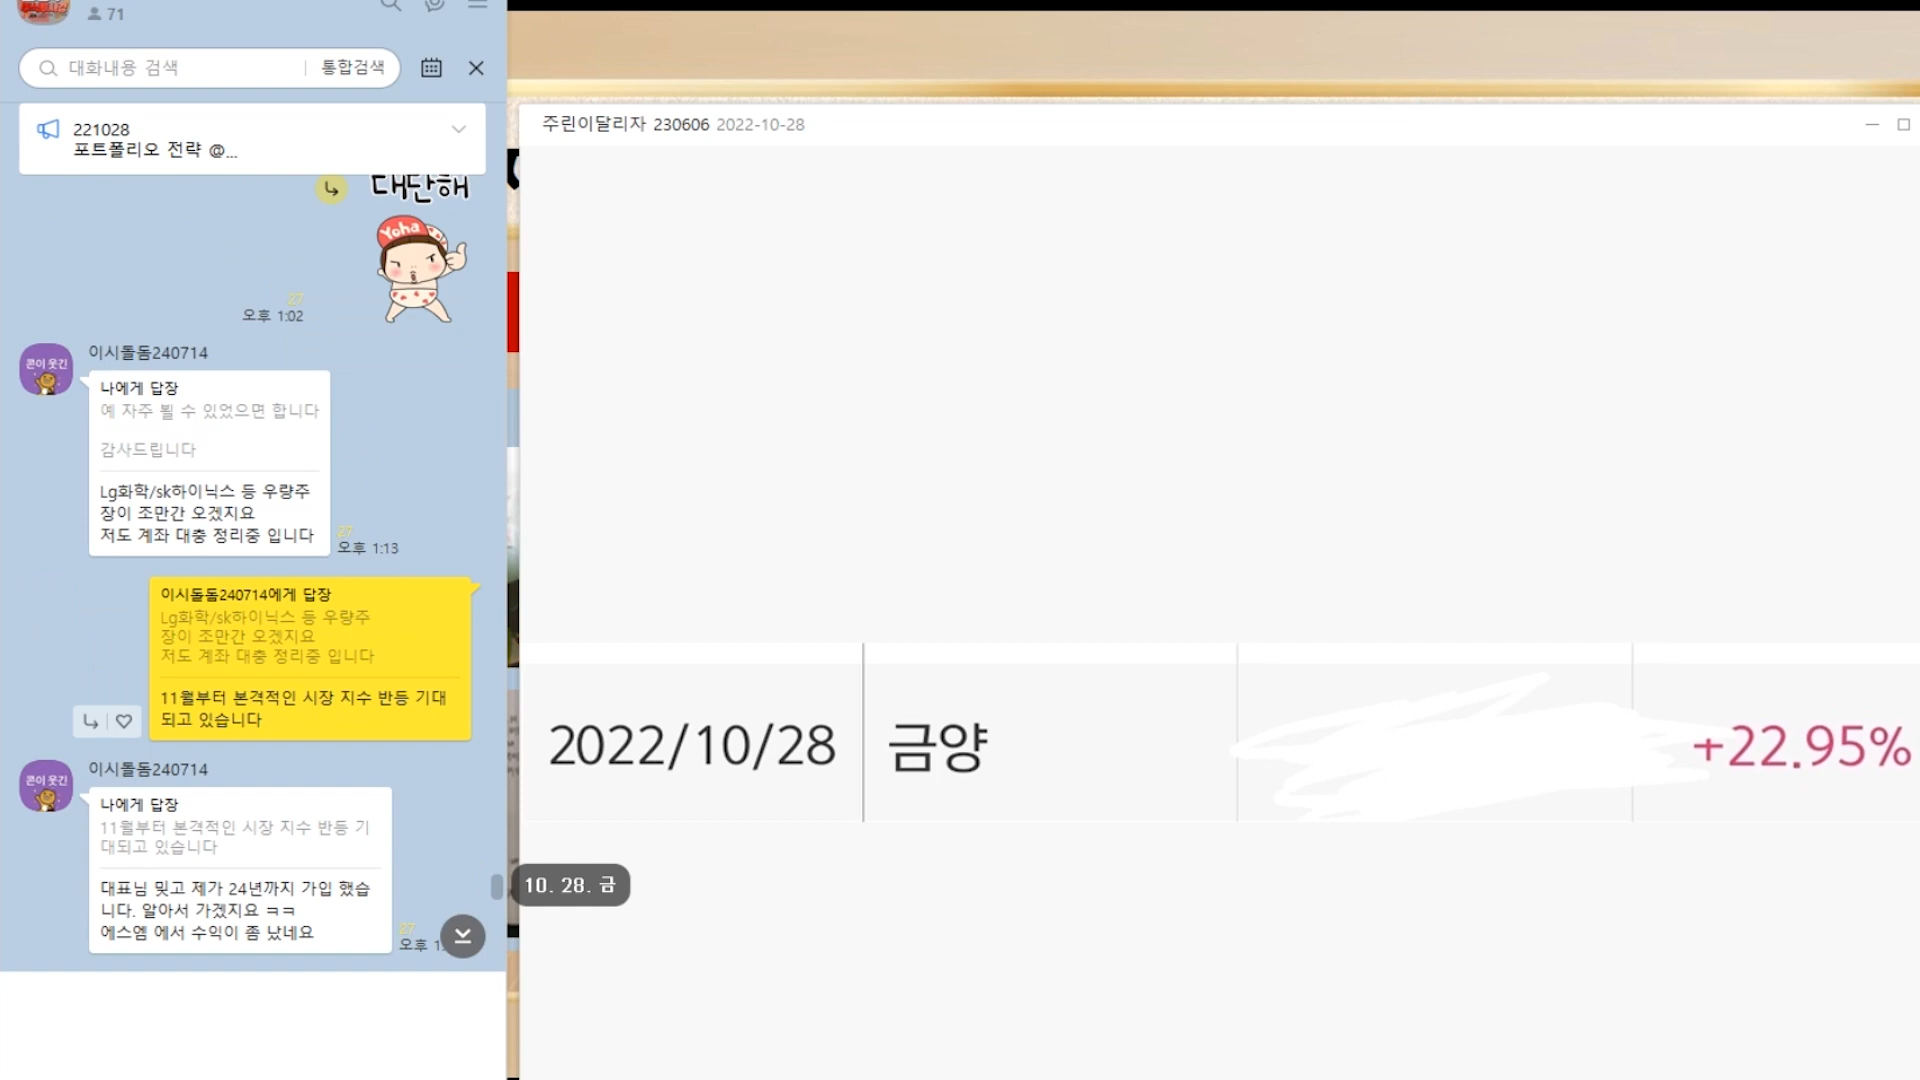 71
대화내용 검색
통합검색
221028
포트폴리오 전략 @...
대단해
Yoha
27
오후 1:02
이시돌돔240714
콘이 웃긴
나에게 답장
예 자주 뵐 수 있었으면 합니다
감사드립니다
Lg화학/sk하이닉스 등 우량주
장이 조만간 오겠지요
저도 계좌 대충 정리중 입니다
27
오후 1:13
이시돌돔240714에게 답장
Lg화학/sk하이닉스 등 우량주
장이 조만간 오겠지요
저도 계좌 대충 정리중 입니다
11월부터 본격적인 시장 지수 반등 기대
되고 있습니다
이시돌돔240714
콘이 웃긴
나에게 답장
11월부터 본격적인 시장 지수 반등 기
대되고 있습니다
대표님 믿고 제가 24년까지 가입 했습
니다. 알아서 가겠지요 ㅋㅋ
에스엠 에서 수익이 좀 났네요
27
오후
주린이달리자 230606 2022-10-28
2022/10/28 금양 +22.95%
10. 28. 금